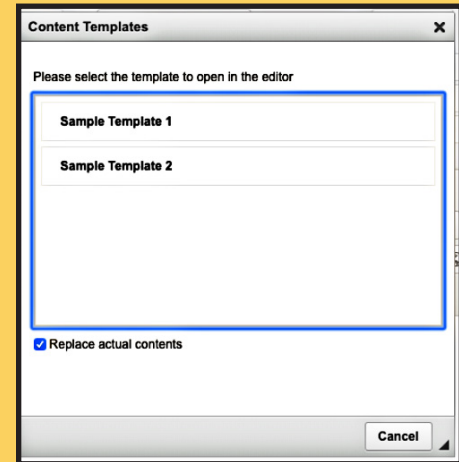 Content Templates
Please select the template to open in the editor
Sample Template 1
Sample Template 2
Replace actual contents
Cancel